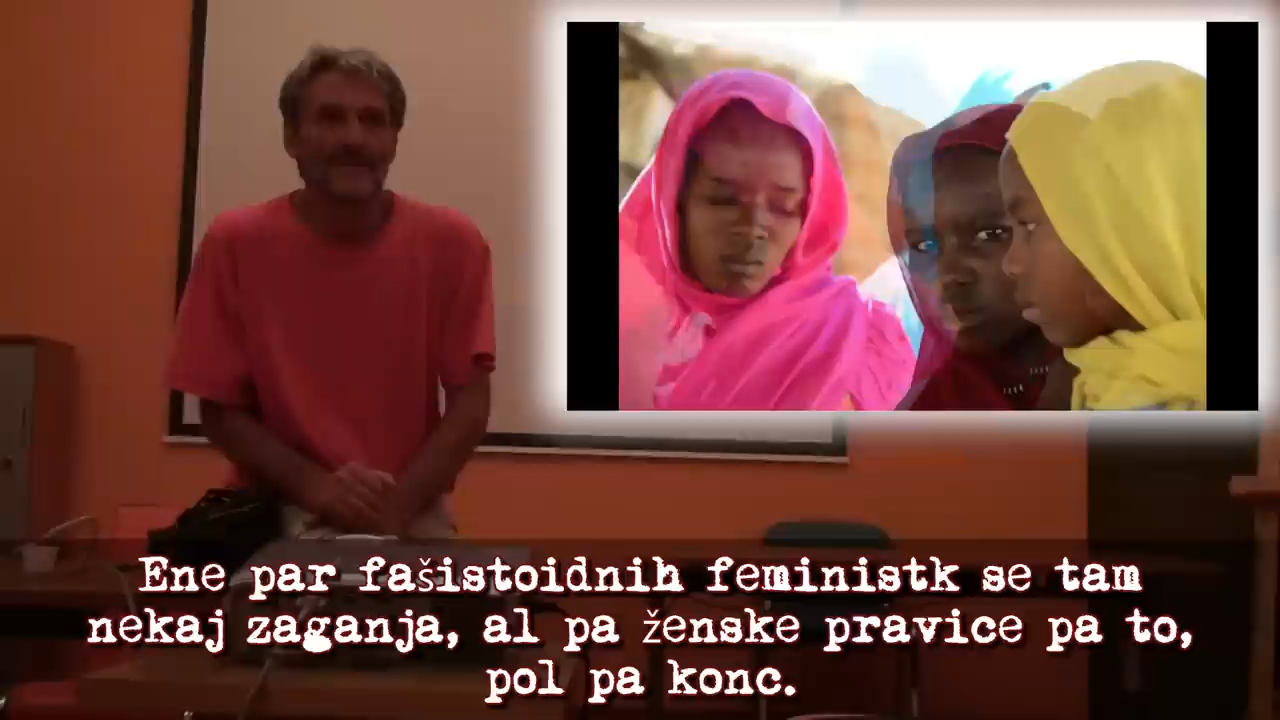 Ene par fašistoidnih feministk se tam
nekaj zaganja, al pa ženske pravice pa to,
pol pa konc.